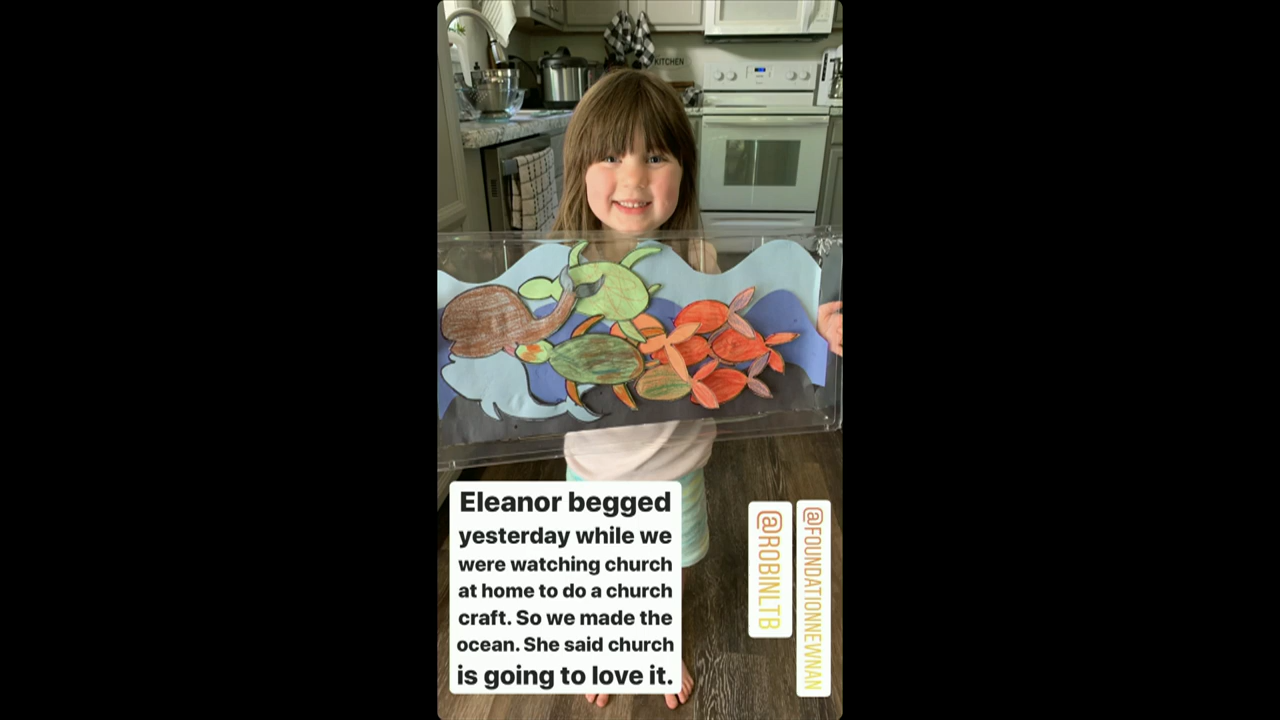 KITCHEN
Eleanor begged
yesterday while we
were watching church
at home to do a church
craft. So we made the
ocean. She said church
is going to love it.
@ROBINLTB
@FOUNDATIONNEWNAN